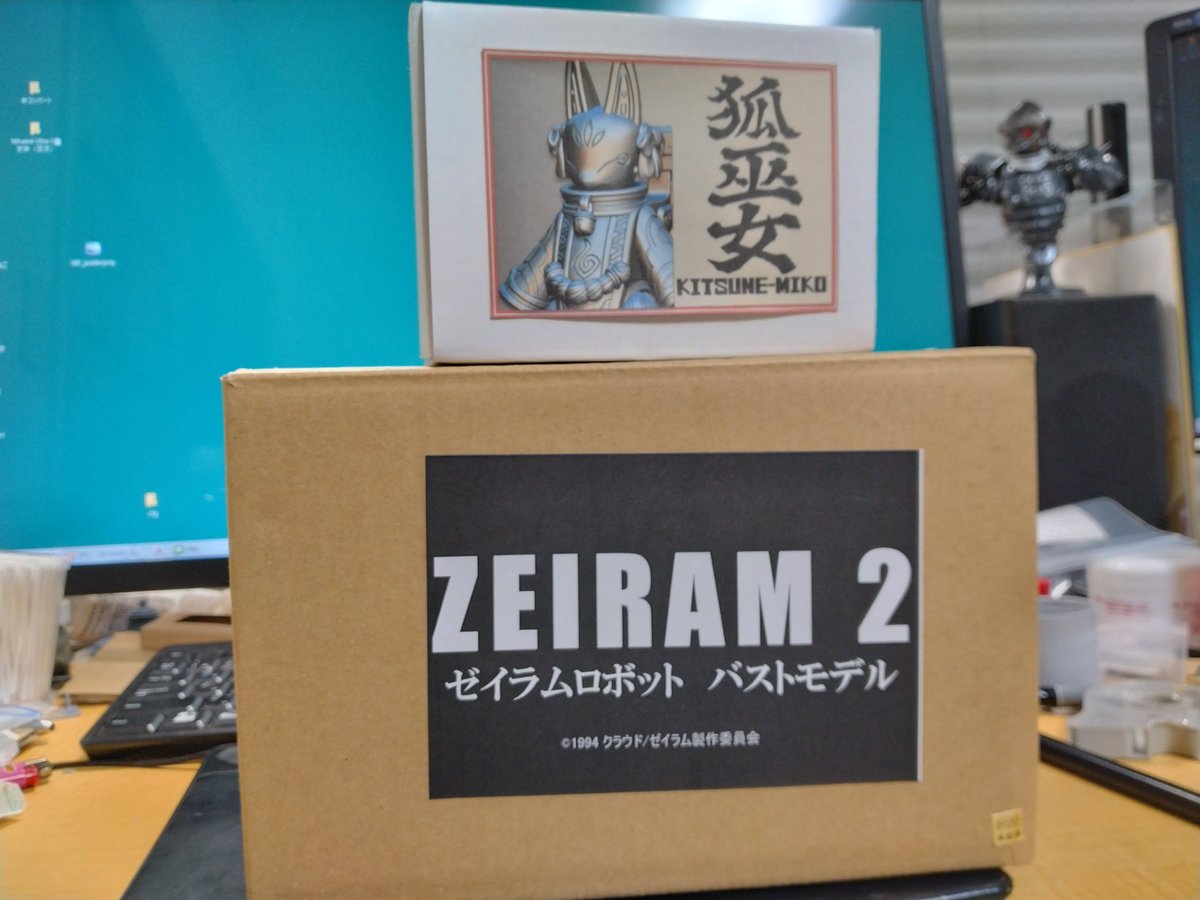 狐巫女
KITSUNE-MIKO
ZEIRAM 2
ゼイラムロボット　バストモデル
©1994 クラウド/ゼイラム製作委員会